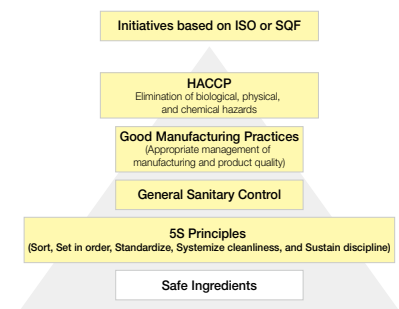 Initiatives based on ISO or SQF
HACCP
Elimination of biological, physical,
and chemical hazards
Good Manufacturing Practices
(Appropriate management of
manufacturing and product quality)
General Sanitary Control
5S Principles
(Sort, Set in order, Standardize, Systemize cleanliness, and Sustain discipline)
Safe Ingredients